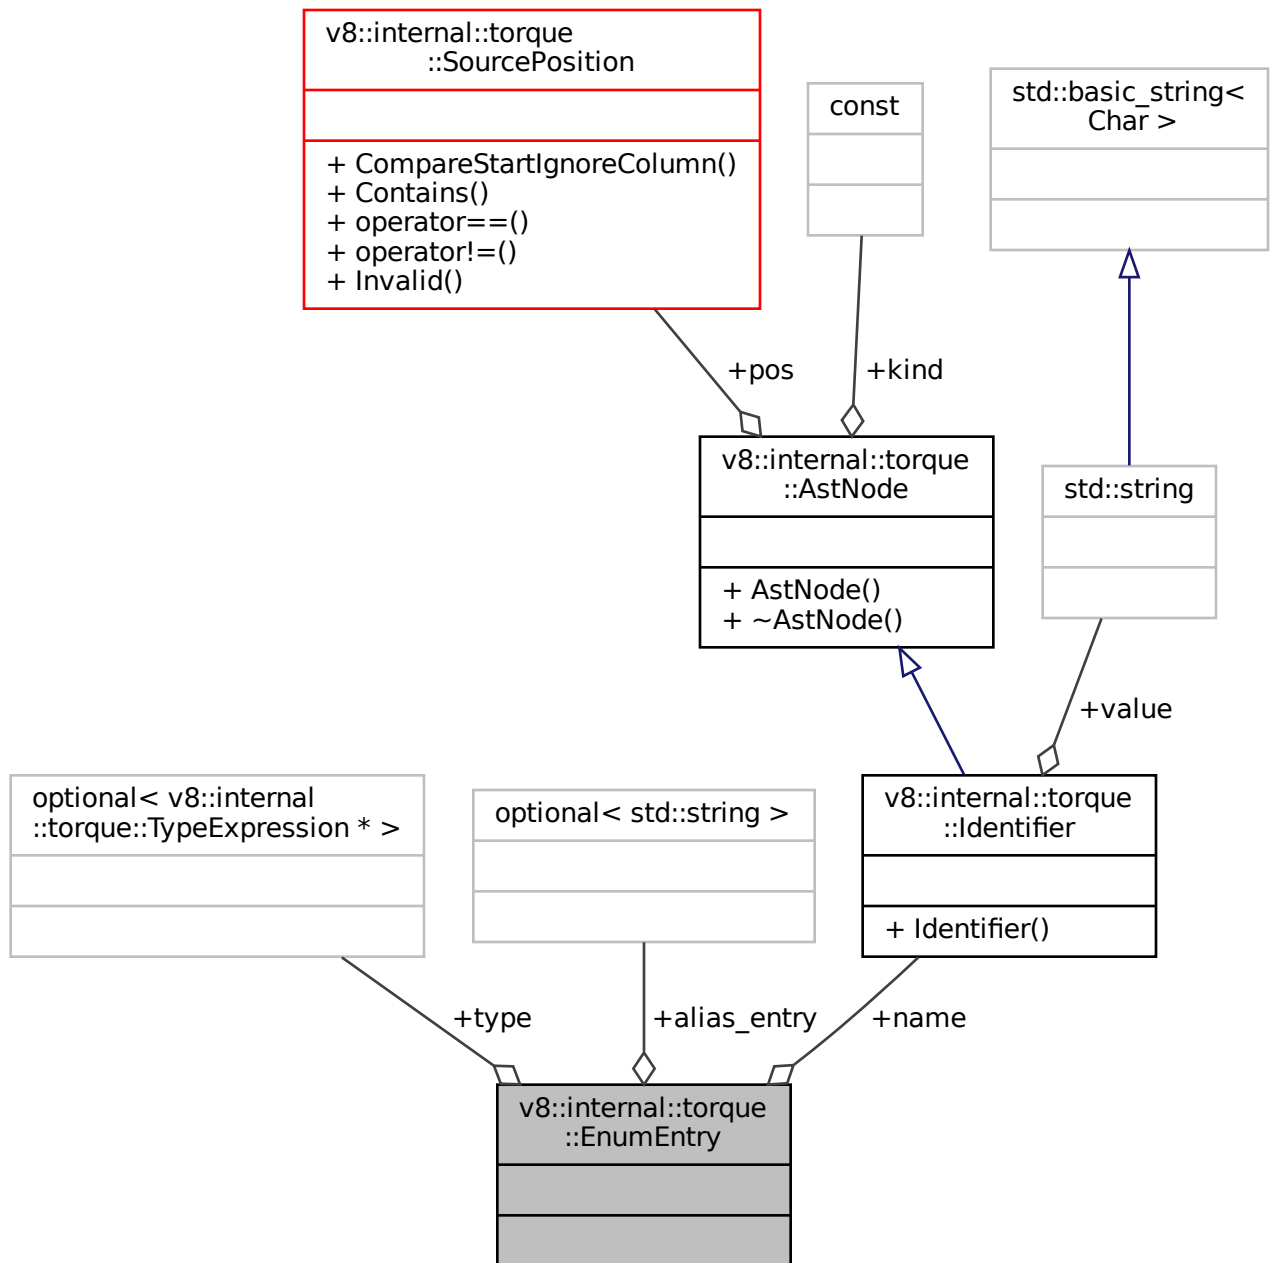 v8::internal::torque
::SourcePosition
+ CompareStartIgnoreColumn()
+ Contains()
+ operator==()
+ operator!=()
+ Invalid()
const
std::basic_string<
Char >
+pos
+kind
v8::internal::torque
::AstNode
+ AstNode()
+ ~AstNode()
std::string
+value
optional< v8::internal
::torque::TypeExpression * >
optional< std::string >
v8::internal::torque
::Identifier
+ Identifier()
+type
+alias_entry
+name
v8::internal::torque
::EnumEntry